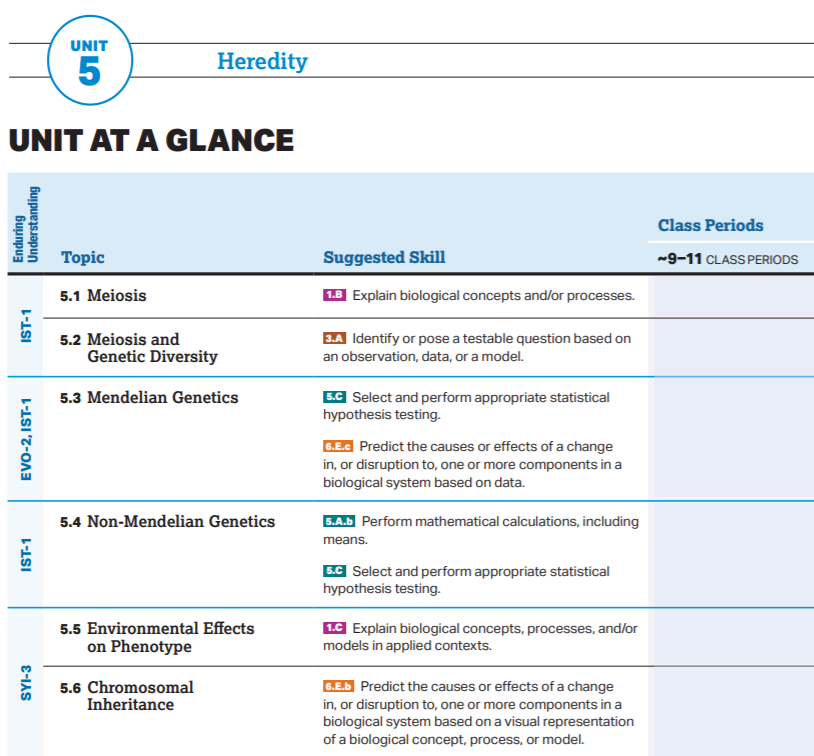 UNIT
5
Heredity
UNIT AT A GLANCE
Enduring
Understanding
Topic
Suggested Skill
Class Periods
~9–11 CLASS PERIODS
IST-1
5.1 Meiosis
1.B Explain biological concepts and/or processes.
5.2 Meiosis and
Genetic Diversity
3.A Identify or pose a testable question based on
an observation, data, or a model.
EVO-2, IST-1
5.3 Mendelian Genetics
5.C Select and perform appropriate statistical
hypothesis testing.
6.E.c Predict the causes or effects of a change
in, or disruption to, one or more components in a
biological system based on data.
IST-1
5.4 Non-Mendelian Genetics
5.A.b Perform mathematical calculations, including
means.
5.C Select and perform appropriate statistical
hypothesis testing.
SYI-3
5.5 Environmental Effects
on Phenotype
1.C Explain biological concepts, processes, and/or
models in applied contexts.
5.6 Chromosomal
Inheritance
6.E.b Predict the causes or effects of a change
in, or disruption to, one or more components in a
biological system based on a visual representation
of a biological concept, process, or model.